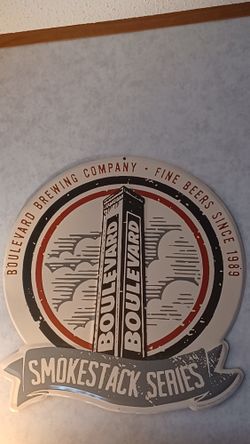 BOULEVARD BREWING COMPANY • FINE BEERS SINCE 1989
BOULEVARD
BOULEVARD
SMOKESTACK SERIES